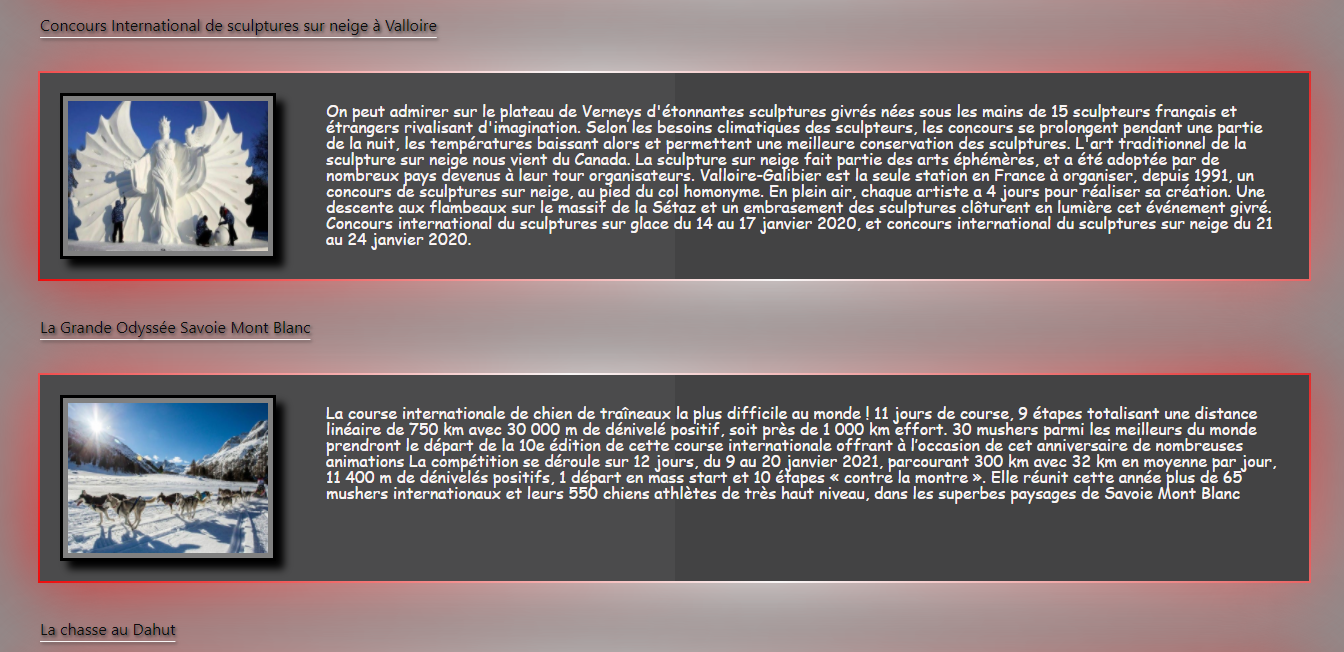 Concours International de sculptures sur neige à Valloire
On peut admirer sur le plateau de Verneys d'étonnantes sculptures givrés nées sous les mains de 15 sculpteurs français et
étrangers rivalisant d'imagination. Selon les besoins climatiques des sculpteurs, les concours se prolongent pendant une partie
de la nuit, les températures baissant alors et permettent une meilleure conservation des sculptures. L'art traditionnel de la
sculpture sur neige nous vient du Canada. La sculpture sur neige fait partie des arts éphémères, et a été adoptée par de
nombreux pays devenus à leur tour organisateurs. Valloire-Galibier est la seule station en France à organiser, depuis 1991, un
concours de sculptures sur neige, au pied du col homonyme. En plein air, chaque artiste a 4 jours pour réaliser sa création. Une
descente aux flambeaux sur le massif de la Sétaz et un embrasement des sculptures clôturent en lumière cet événement givré.
Concours international du sculptures sur glace du 14 au 17 janvier 2020, et concours international du sculptures sur neige du 21
au 24 janvier 2020.
La Grande Odyssée Savoie Mont Blanc
La course internationale de chien de traîneaux la plus difficile au monde ! 11 jours de course, 9 étapes totalisant une distance
linéaire de 750 km avec 30 000 m de dénivelé positif, soit près de 1 000 km effort. 30 mushers parmi les meilleurs du monde
prendront le départ de la 10e édition de cette course internationale offrant à l'occasion de cet anniversaire de nombreuses
animations La compétition se déroule sur 12 jours, du 9 au 20 janvier 2021, parcourant 300 km avec 32 km en moyenne par jour,
11 400 m de dénivelés positifs, 1 départ en mass start et 10 étapes « contre la montre ». Elle réunit cette année plus de 65
mushers internationaux et leurs 550 chiens athlètes de très haut niveau, dans les superbes paysages de Savoie Mont Blanc
La chasse au Dahut